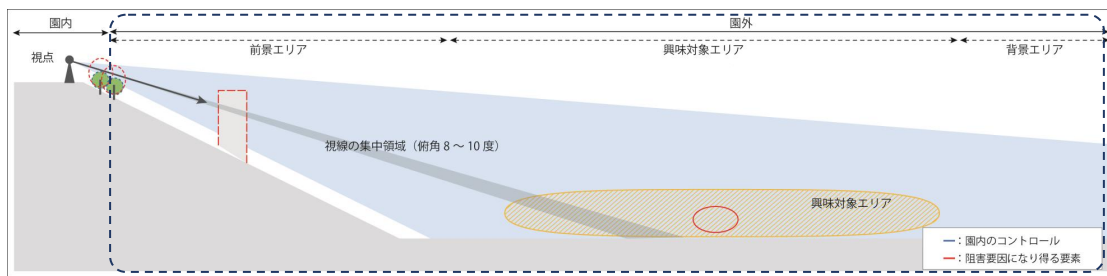 園内
園外
前景エリア
興味対象エリア
背景エリア
視点
視線の集中領域（俯角 8 〜 10 度）
興味対象エリア
：園内のコントロール
：阻害要因になり得る要素